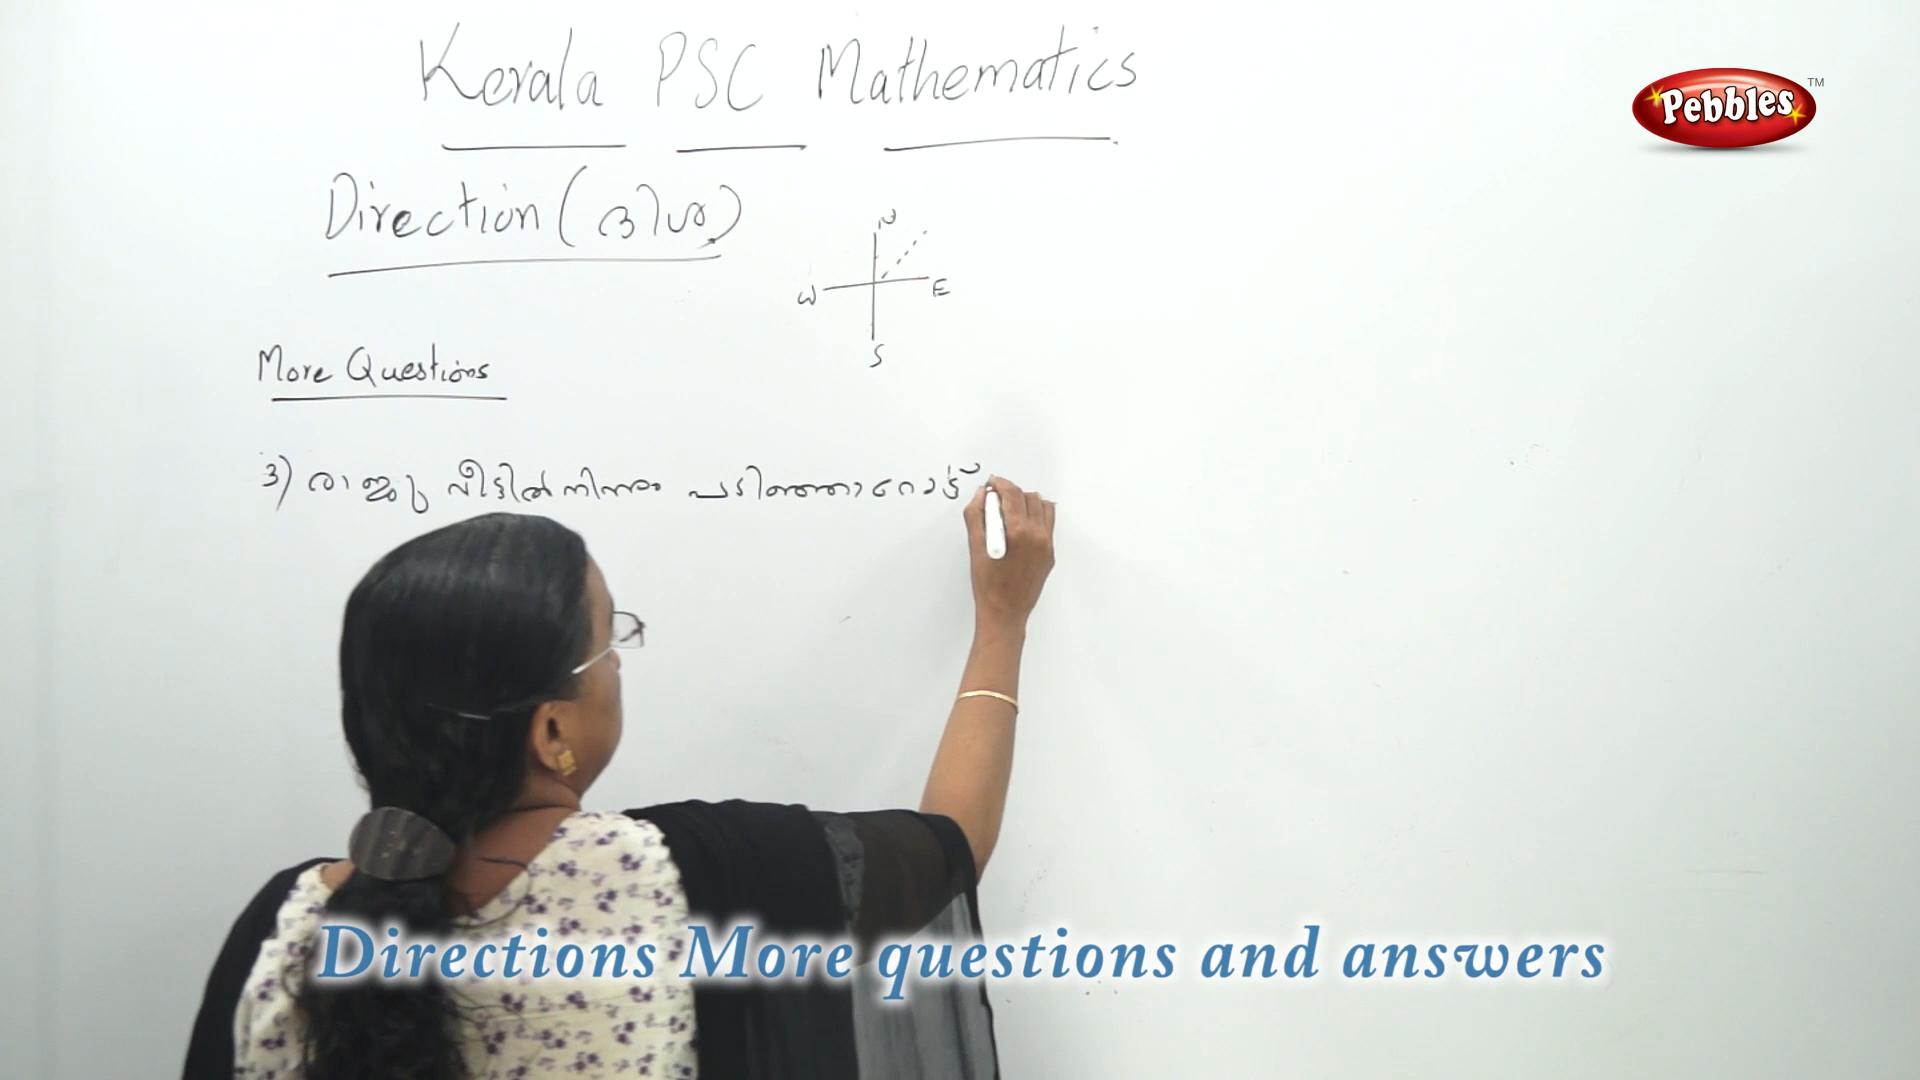 Kerala PSC Mathematics
Pebbles TM
Direction (ദിശ)
N
W E
S
More Questions
3) രാജു വീട്ടിൽ നിന്നും പടിഞ്ഞാറോട്ട്
Directions More questions and answers